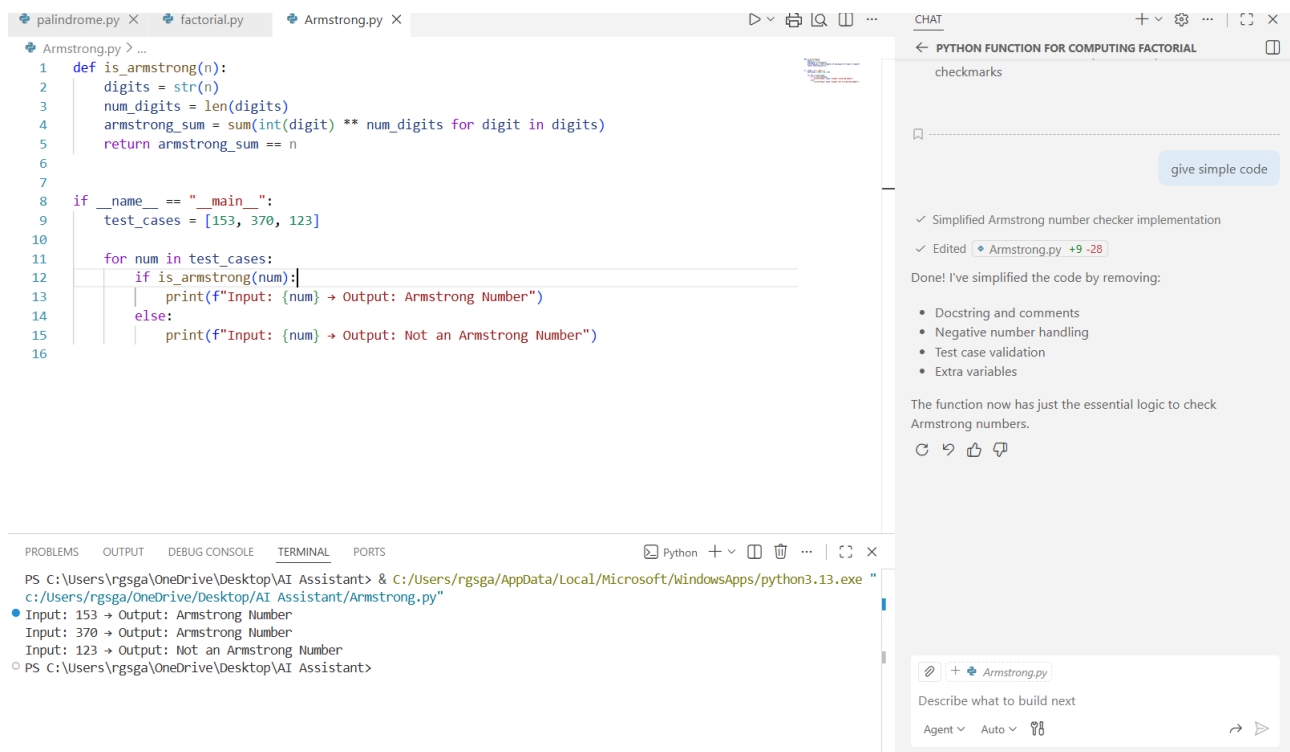 palindrome.py
factorial.py
Armstrong.py
Armstrong.py > ...
1 def is_armstrong(n):
2     digits = str(n)
3     num_digits = len(digits)
4     armstrong_sum = sum(int(digit) ** num_digits for digit in digits)
5     return armstrong_sum == n
6
7
8 if __name__ == "__main__":
9     test_cases = [153, 370, 123]
10
11     for num in test_cases:
12         if is_armstrong(num):
13             print(f"Input: {num} → Output: Armstrong Number")
14         else:
15             print(f"Input: {num} → Output: Not an Armstrong Number")
16
PROBLEMS OUTPUT DEBUG CONSOLE TERMINAL PORTS
Python
PS C:\Users\rgsga\OneDrive\Desktop\AI Assistant> & C:/Users/rgsga/AppData/Local/Microsoft/WindowsApps/python3.13.exe "
c:/Users/rgsga/OneDrive/Desktop/AI Assistant/Armstrong.py"
Input: 153 → Output: Armstrong Number
Input: 370 → Output: Armstrong Number
Input: 123 → Output: Not an Armstrong Number
PS C:\Users\rgsga\OneDrive\Desktop\AI Assistant>
CHAT
PYTHON FUNCTION FOR COMPUTING FACTORIAL
checkmarks
give simple code
Simplified Armstrong number checker implementation
Edited Armstrong.py +9 -28
Done! I've simplified the code by removing:
• Docstring and comments
• Negative number handling
• Test case validation
• Extra variables
The function now has just the essential logic to check
Armstrong numbers.
Armstrong.py
Describe what to build next
Agent Auto